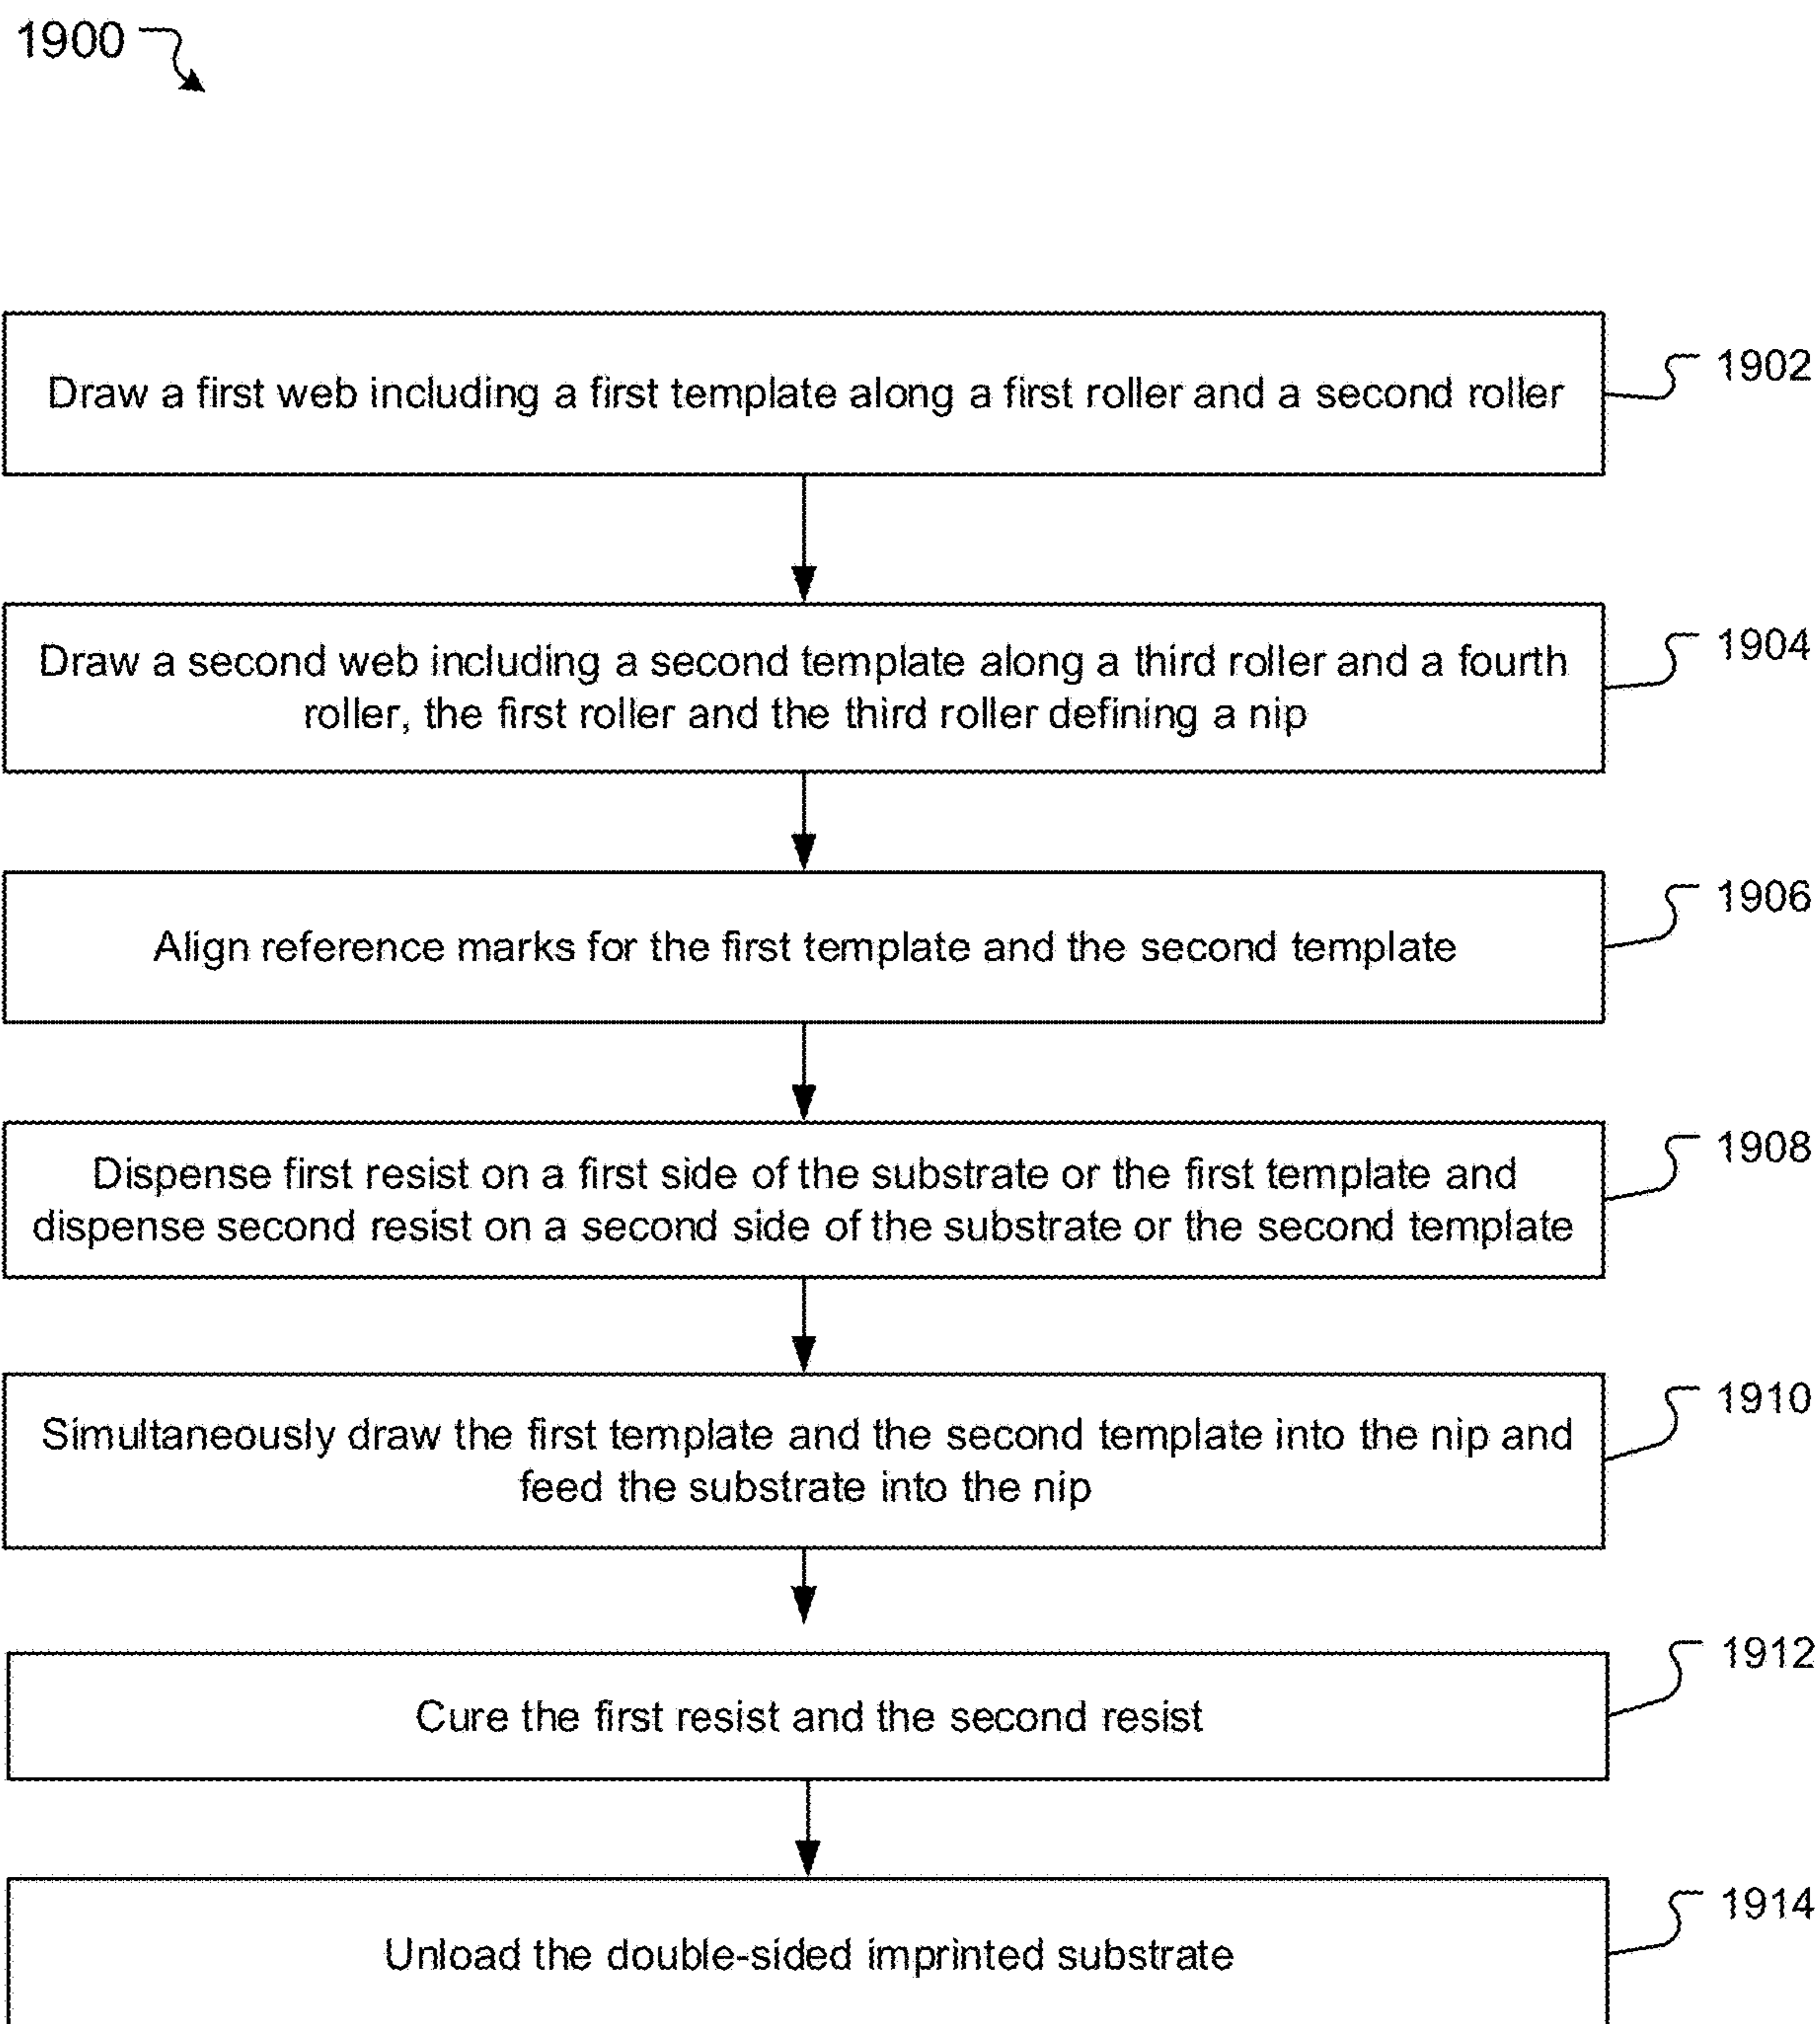 1900
Draw a first web including a first template along a first roller and a second roller
1902
Draw a second web including a second template along a third roller and a fourth
roller, the first roller and the third roller defining a nip
1904
Align reference marks for the first template and the second template
1906
Dispense first resist on a first side of the substrate or the first template and
dispense second resist on a second side of the substrate or the second template
1908
Simultaneously draw the first template and the second template into the nip and
feed the substrate into the nip
1910
Cure the first resist and the second resist
1912
Unload the double-sided imprinted substrate
1914